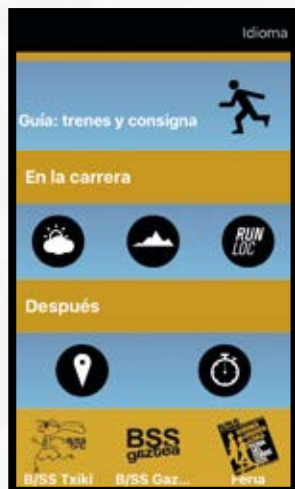 Idioma
Guía: trenes y consigna
En la carrera
RUN
LOC
Después
BSS
gaztea
B/SS Txiki
B/SS Gaz...
Feria